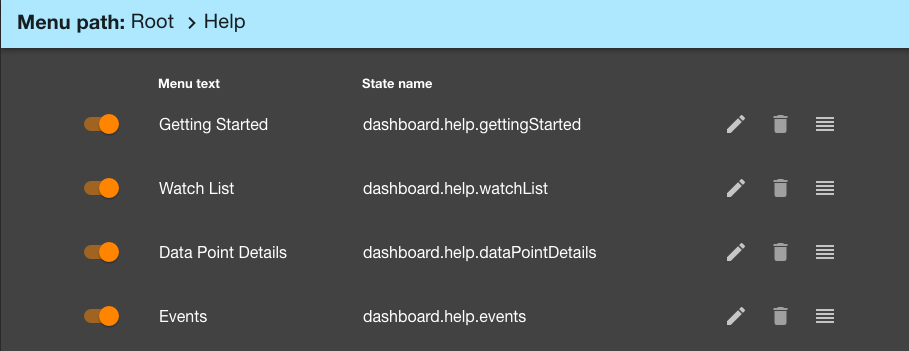 Menu path: Root > Help
Menu text State name
Getting Started dashboard.help.gettingStarted
Watch List dashboard.help.watchList
Data Point Details dashboard.help.dataPointDetails
Events dashboard.help.events